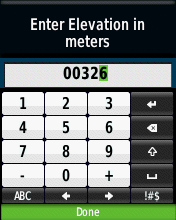 Enter Elevation in
meters
00326
1 2 3
4 5 6
7 8 9
- 0 +
ABC !#$
Done